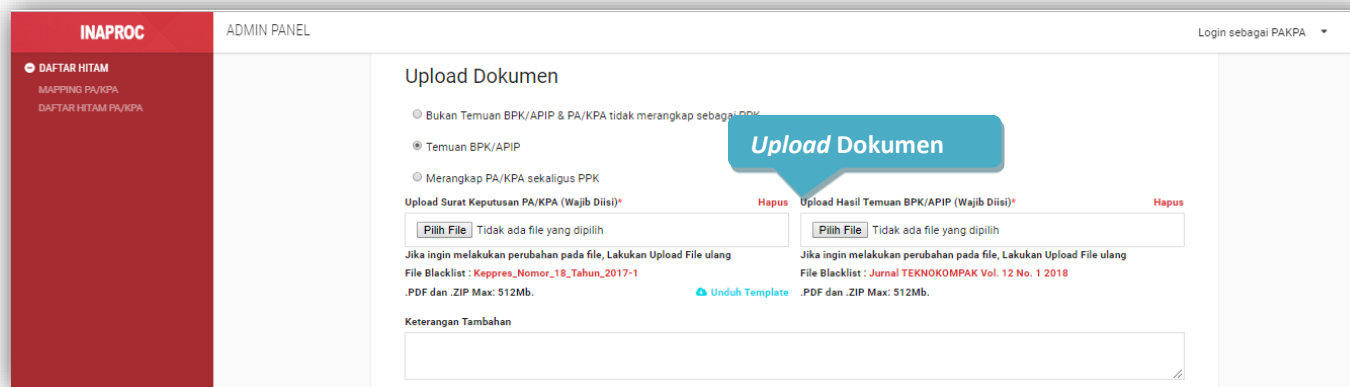 INAPROC
ADMIN PANEL
Login sebagai PAKPA
DAFTAR HITAM
MAPPING PA/KPA
DAFTAR HITAM PA/KPA
Upload Dokumen
Bukan Temuan BPK/APIP & PA/KPA tidak merangkap sebagai PPK
Upload Dokumen
Temuan BPK/APIP
Merangkap PA/KPA sekaligus PPK
Upload Surat Keputusan PA/KPA (Wajib Diisi)* Hapus
Pilih File Tidak ada file yang dipilih
Jika ingin melakukan perubahan pada file, Lakukan Upload File ulang
File Blacklist : Keppres_Nomor_18_Tahun_2017-1
.PDF dan .ZIP Max: 512Mb. Unduh Template
Upload Hasil Temuan BPK/APIP (Wajib Diisi)* Hapus
Pilih File Tidak ada file yang dipilih
Jika ingin melakukan perubahan pada file, Lakukan Upload File ulang
File Blacklist : Jurnal TEKNOKOMPAK Vol. 12 No. 1 2018
.PDF dan .ZIP Max: 512Mb.
Keterangan Tambahan